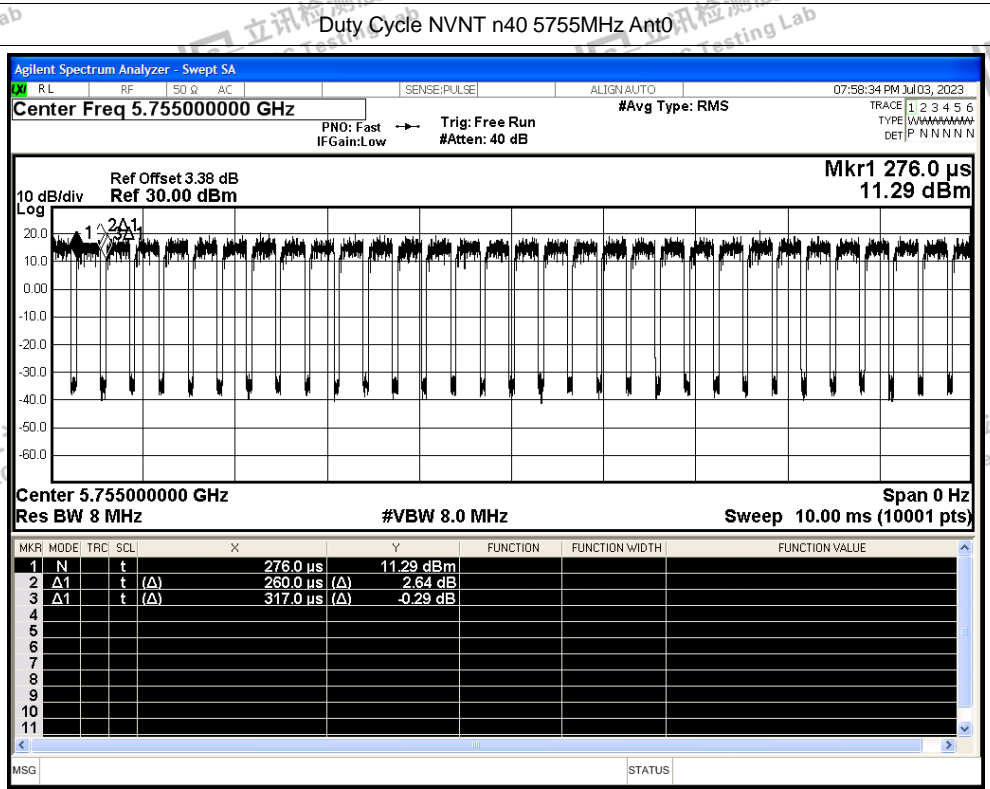 Duty Cycle NVNT n40 5755MHz Ant0
Agilent Spectrum Analyzer - Swept SA
LXI RL RF 50 Ω AC SENSE:PULSE ALIGN AUTO 07:58:34 PM Jul 03, 2023
Center Freq 5.755000000 GHz #Avg Type: RMS TRACE 1 2 3 4 5 6
PNO: Fast Trig: Free Run TYPE
IFGain:Low #Atten: 40 dB DET P N N N N N
Mkr1 276.0 µs
11.29 dBm
Ref Offset 3.38 dB
10 dB/div Ref 30.00 dBm
Log
20.0
10.0
0.00
-10.0
-20.0
-30.0
-40.0
-50.0
-60.0
1 2Δ1
3Δ1
Center 5.755000000 GHz Span 0 Hz
Res BW 8 MHz #VBW 8.0 MHz Sweep 10.00 ms (10001 pts)
MKR MODE TRC SCL X Y FUNCTION FUNCTION WIDTH FUNCTION VALUE
1 N t 276.0 µs 11.29 dBm
2 Δ1 t (Δ) 260.0 µs (Δ) 2.64 dB
3 Δ1 t (Δ) 317.0 µs (Δ) -0.29 dB
4
5
6
7
8
9
10
11
MSG STATUS